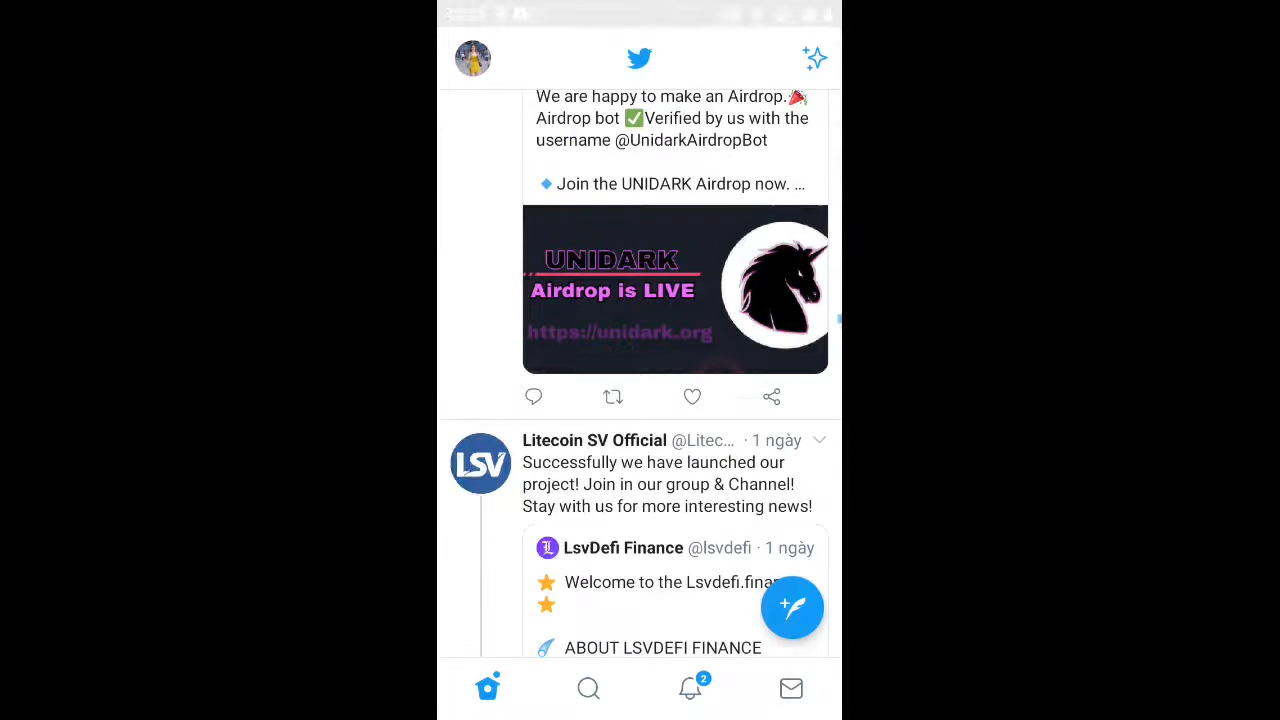 We are happy to make an Airdrop.🎉
Airdrop bot ✅Verified by us with the
username @UnidarkAirdropBot
🔹Join the UNIDARK Airdrop now. ...
UNIDARK
Airdrop is LIVE
https://unidark.org
Litecoin SV Official @Litec... · 1 ngày
LSV
Successfully we have launched our
project! Join in our group & Channel!
Stay with us for more interesting news!
LsvDefi Finance @lsvdefi · 1 ngày
⭐ Welcome to the Lsvdefi.finan
⭐
ABOUT LSVDEFI FINANCE
2